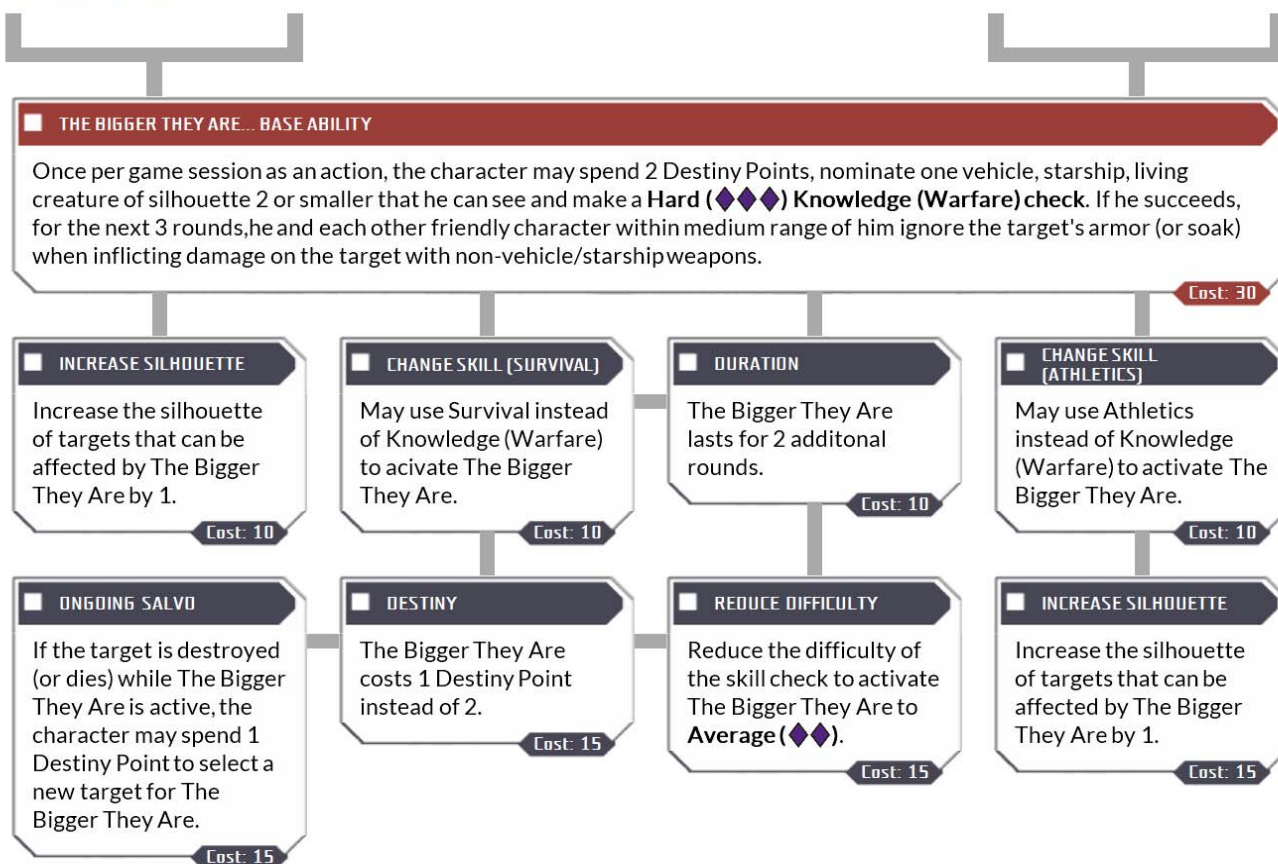 THE BIGGER THEY ARE... BASE ABILITY
Once per game session as an action, the character may spend 2 Destiny Points, nominate one vehicle, starship, living
creature of silhouette 2 or smaller that he can see and make a Hard (♦♦♦) Knowledge (Warfare) check. If he succeeds,
for the next 3 rounds,he and each other friendly character within medium range of him ignore the target's armor (or soak)
when inflicting damage on the target with non-vehicle/starship weapons.
Cost: 30
INCREASE SILHOUETTE
Increase the silhouette
of targets that can be
affected by The Bigger
They Are by 1.
Cost: 10
CHANGE SKILL (SURVIVAL)
May use Survival instead
of Knowledge (Warfare)
to acivate The Bigger
They Are.
Cost: 10
DURATION
The Bigger They Are
lasts for 2 additonal
rounds.
Cost: 10
CHANGE SKILL
(ATHLETICS)
May use Athletics
instead of Knowledge
(Warfare) to activate The
Bigger They Are.
Cost: 10
ONGOING SALVO
If the target is destroyed
(or dies) while The Bigger
They Are is active, the
character may spend 1
Destiny Point to select a
new target for The
Bigger They Are.
Cost: 15
DESTINY
The Bigger They Are
costs 1 Destiny Point
instead of 2.
Cost: 15
REDUCE DIFFICULTY
Reduce the difficulty of
the skill check to activate
The Bigger They Are to
Average (♦♦).
Cost: 15
INCREASE SILHOUETTE
Increase the silhouette
of targets that can be
affected by The Bigger
They Are by 1.
Cost: 15